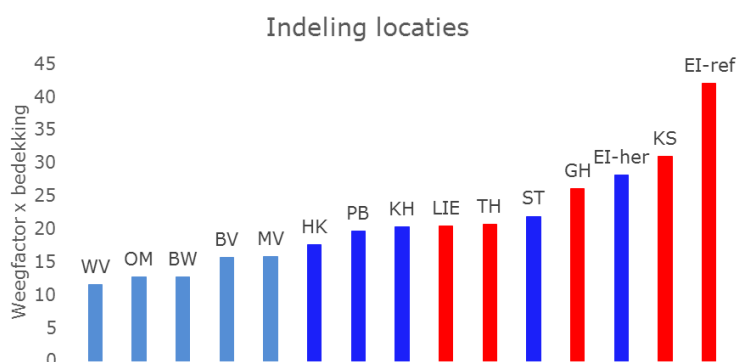 Indeling locaties
Weegfactor x bedekking
45
40
35
30
25
20
15
10
5
0
WV
OM
BW
BV
MV
HK
PB
KH
LIE
TH
ST
GH
EI-her
KS
EI-ref